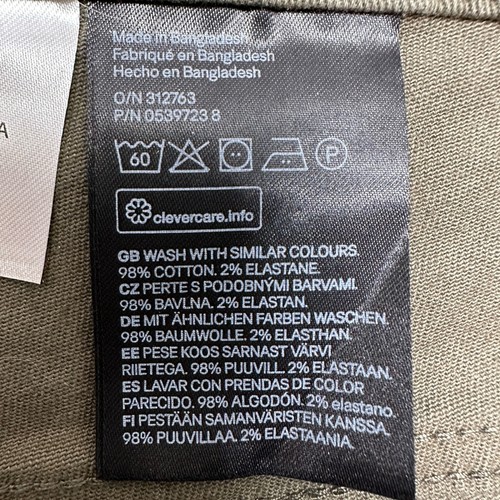 A
Made in Bangladesh
Fabriqué en Bangladesh
Hecho en Bangladesh
O/N 312763
P/N 0539723 8
60
P
clevercare.info
GB WASH WITH SIMILAR COLOURS.
98% COTTON. 2% ELASTANE.
CZ PERTE S PODOBNÝMI BARVAMI.
98% BAVLNA. 2% ELASTAN.
DE MIT ÄHNLICHEN FARBEN WASCHEN.
98% BAUMWOLLE. 2% ELASTHAN.
EE PESE KOOS SARNAST VÄRVI
RIIETEGA. 98% PUUVILL. 2% ELASTAAN.
ES LAVAR CON PRENDAS DE COLOR
PARECIDO. 98% ALGODÓN. 2% elastano.
FI PESTÄÄN SAMANVÄRISTEN KANSSA.
98% PUUVILLAA. 2% ELASTAANIA.